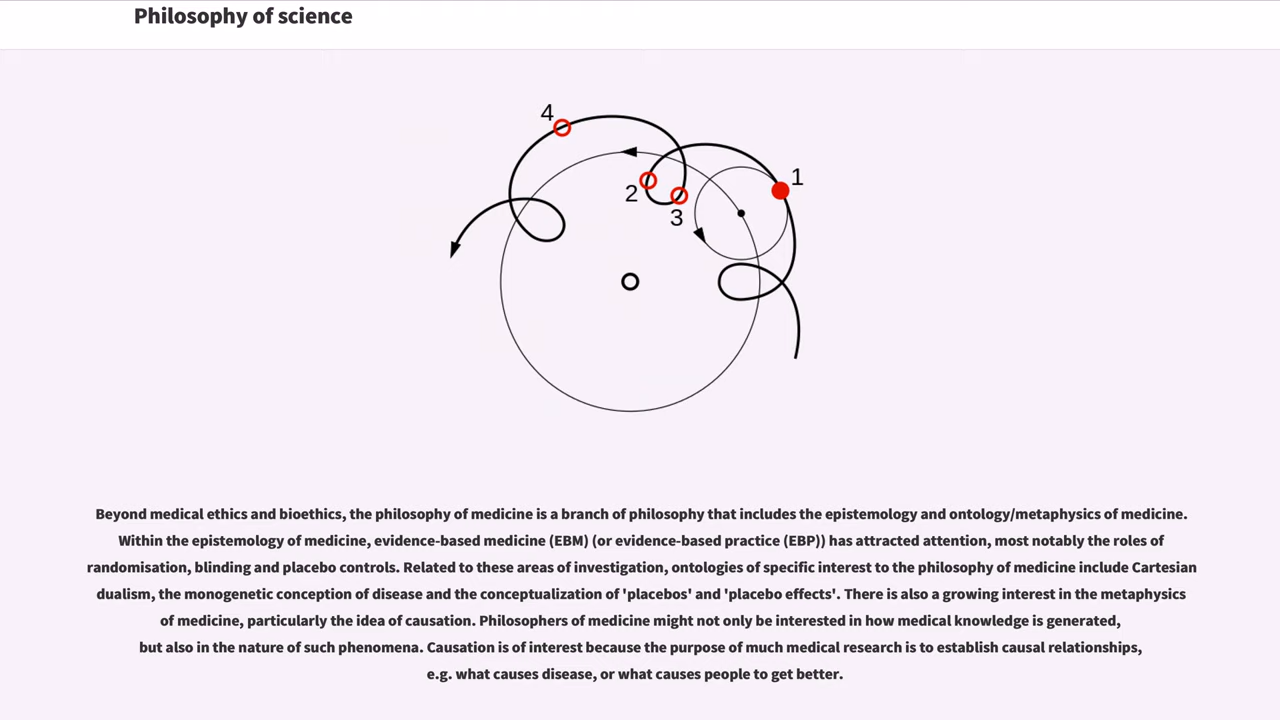 Philosophy of science
4
1
2
3
Beyond medical ethics and bioethics, the philosophy of medicine is a branch of philosophy that includes the epistemology and ontology/metaphysics of medicine.
Within the epistemology of medicine, evidence-based medicine (EBM) (or evidence-based practice (EBP)) has attracted attention, most notably the roles of
randomisation, blinding and placebo controls. Related to these areas of investigation, ontologies of specific interest to the philosophy of medicine include Cartesian
dualism, the monogenetic conception of disease and the conceptualization of 'placebos' and 'placebo effects'. There is also a growing interest in the metaphysics
of medicine, particularly the idea of causation. Philosophers of medicine might not only be interested in how medical knowledge is generated,
but also in the nature of such phenomena. Causation is of interest because the purpose of much medical research is to establish causal relationships,
e.g. what causes disease, or what causes people to get better.